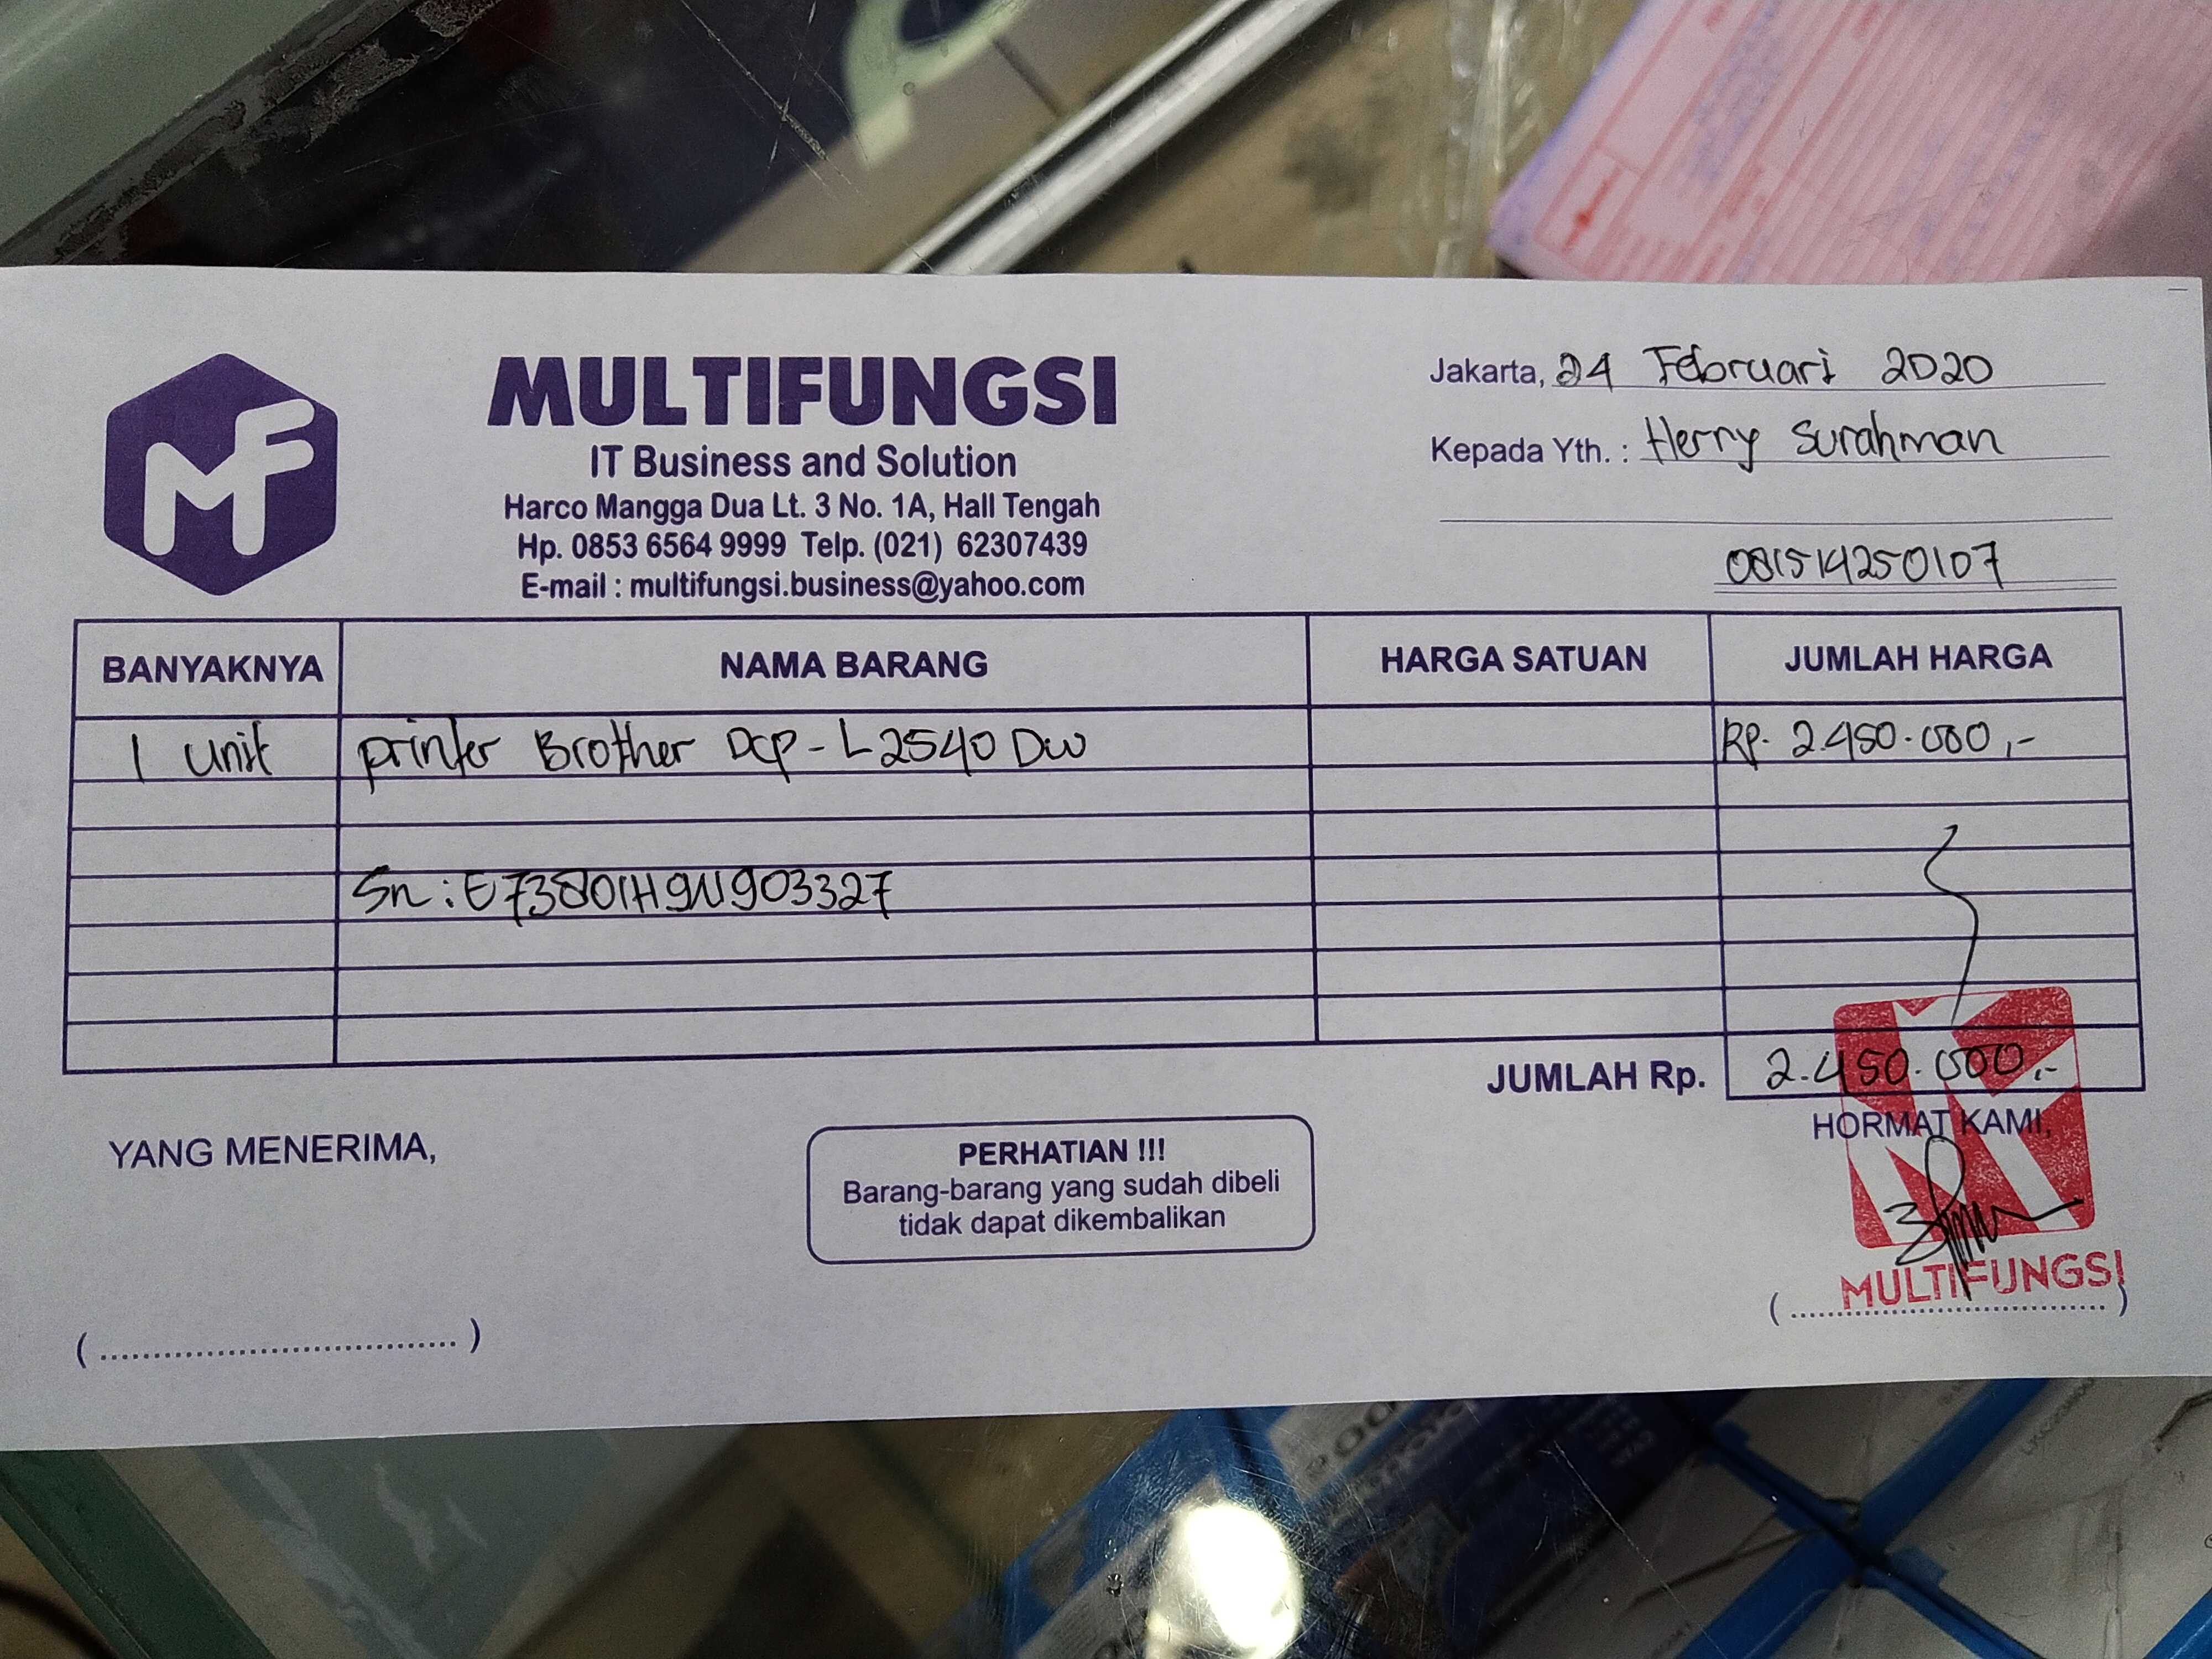 MF
MULTIFUNGSI
IT Business and Solution
Harco Mangga Dua Lt. 3 No. 1A, Hall Tengah
Hp. 0853 6564 9999 Telp. (021) 62307439
E-mail : multifungsi.business@yahoo.com
Jakarta, 24 Februari 2020
Kepada Yth. : Herry Surahman
081514250107
BANYAKNYA NAMA BARANG HARGA SATUAN JUMLAH HARGA
1 Unit printer Brother Dcp-L2540 Dw Rp. 2.450.000,-
Sn : E73801H9N903327
JUMLAH Rp. 2.450.000,-
YANG MENERIMA,
PERHATIAN !!!
Barang-barang yang sudah dibeli
tidak dapat dikembalikan
HORMAT KAMI,
MULTIFUNGSI